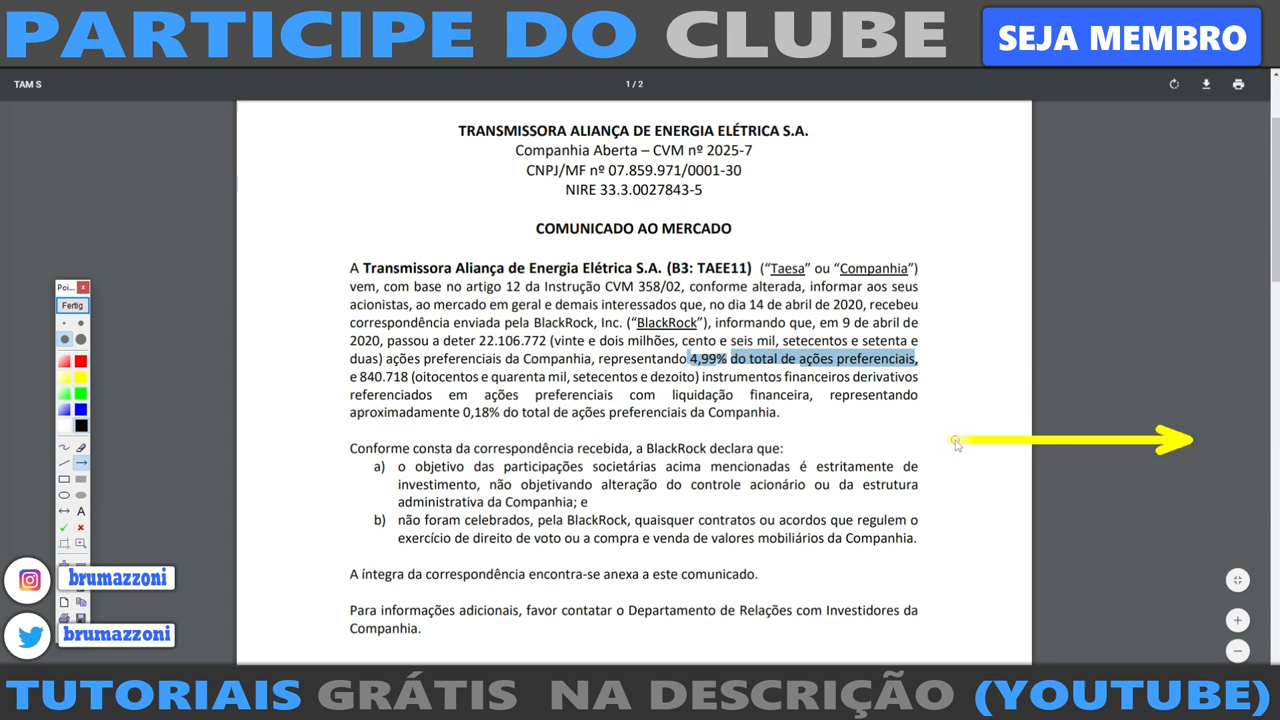 PARTICIPE DO CLUBE
SEJA MEMBRO
TAM S
1 / 2
TRANSMISSORA ALIANÇA DE ENERGIA ELÉTRICA S.A.
Companhia Aberta – CVM nº 2025-7
CNPJ/MF nº 07.859.971/0001-30
NIRE 33.3.0027843-5
COMUNICADO AO MERCADO
A Transmissora Aliança de Energia Elétrica S.A. (B3: TAEE11) (“Taesa” ou “Companhia”)
vem, com base no artigo 12 da Instrução CVM 358/02, conforme alterada, informar aos seus
acionistas, ao mercado em geral e demais interessados que, no dia 14 de abril de 2020, recebeu
correspondência enviada pela BlackRock, Inc. (“BlackRock”), informando que, em 9 de abril de
2020, passou a deter 22.106.772 (vinte e dois milhões, cento e seis mil, setecentos e setenta e
duas) ações preferenciais da Companhia, representando 4,99% do total de ações preferenciais,
e 840.718 (oitocentos e quarenta mil, setecentos e dezoito) instrumentos financeiros derivativos
referenciados em ações preferenciais com liquidação financeira, representando
aproximadamente 0,18% do total de ações preferenciais da Companhia.
Conforme consta da correspondência recebida, a BlackRock declara que:
a) o objetivo das participações societárias acima mencionadas é estritamente de
investimento, não objetivando alteração do controle acionário ou da estrutura
administrativa da Companhia; e
b) não foram celebrados, pela BlackRock, quaisquer contratos ou acordos que regulem o
exercício de direito de voto ou a compra e venda de valores mobiliários da Companhia.
A íntegra da correspondência encontra-se anexa a este comunicado.
Para informações adicionais, favor contatar o Departamento de Relações com Investidores da
Companhia.
Poi...
Fertig
A
brumazzoni
brumazzoni
TUTORIAIS GRÁTIS NA DESCRIÇÃO (YOUTUBE)